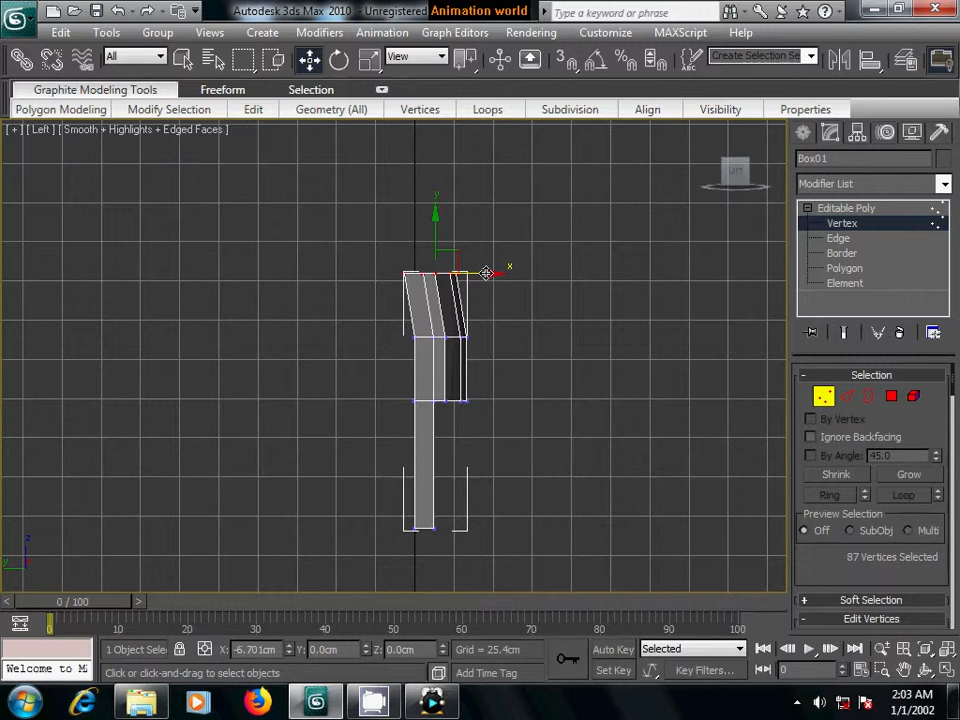 Autodesk 3ds Max 2010 - Unregistered
Animation world
Type a keyword or phrase
Edit Tools Group Views Create Modifiers Animation Graph Editors Rendering Customize MAXScript Help
All
View
3
Create Selection Se
Graphite Modeling Tools Freeform Selection
Polygon Modeling Modify Selection Edit Geometry (All) Vertices Loops Subdivision Align Visibility Properties
[ + ] [ Left ] [ Smooth + Highlights + Edged Faces ]
LEFT
Box01
Modifier List
Editable Poly
Vertex
Edge
Border
Polygon
Element
y
x
z
y
Selection
By Vertex
Ignore Backfacing
By Angle: 45.0
Shrink Grow
Ring Loop
Preview Selection
Off SubObj Multi
87 Vertices Selected
Soft Selection
Edit Vertices
0 / 100
0 10 20 30 40 50 60 70 80 90 100
Welcome to M
1 Object Selec
X: -6.701cm Y: 0.0cm Z: 0.0cm
Grid = 25.4cm
Auto Key Selected
Click or click-and-drag to select objects
Add Time Tag
Set Key Key Filters...
0
2:03 AM
1/1/2002